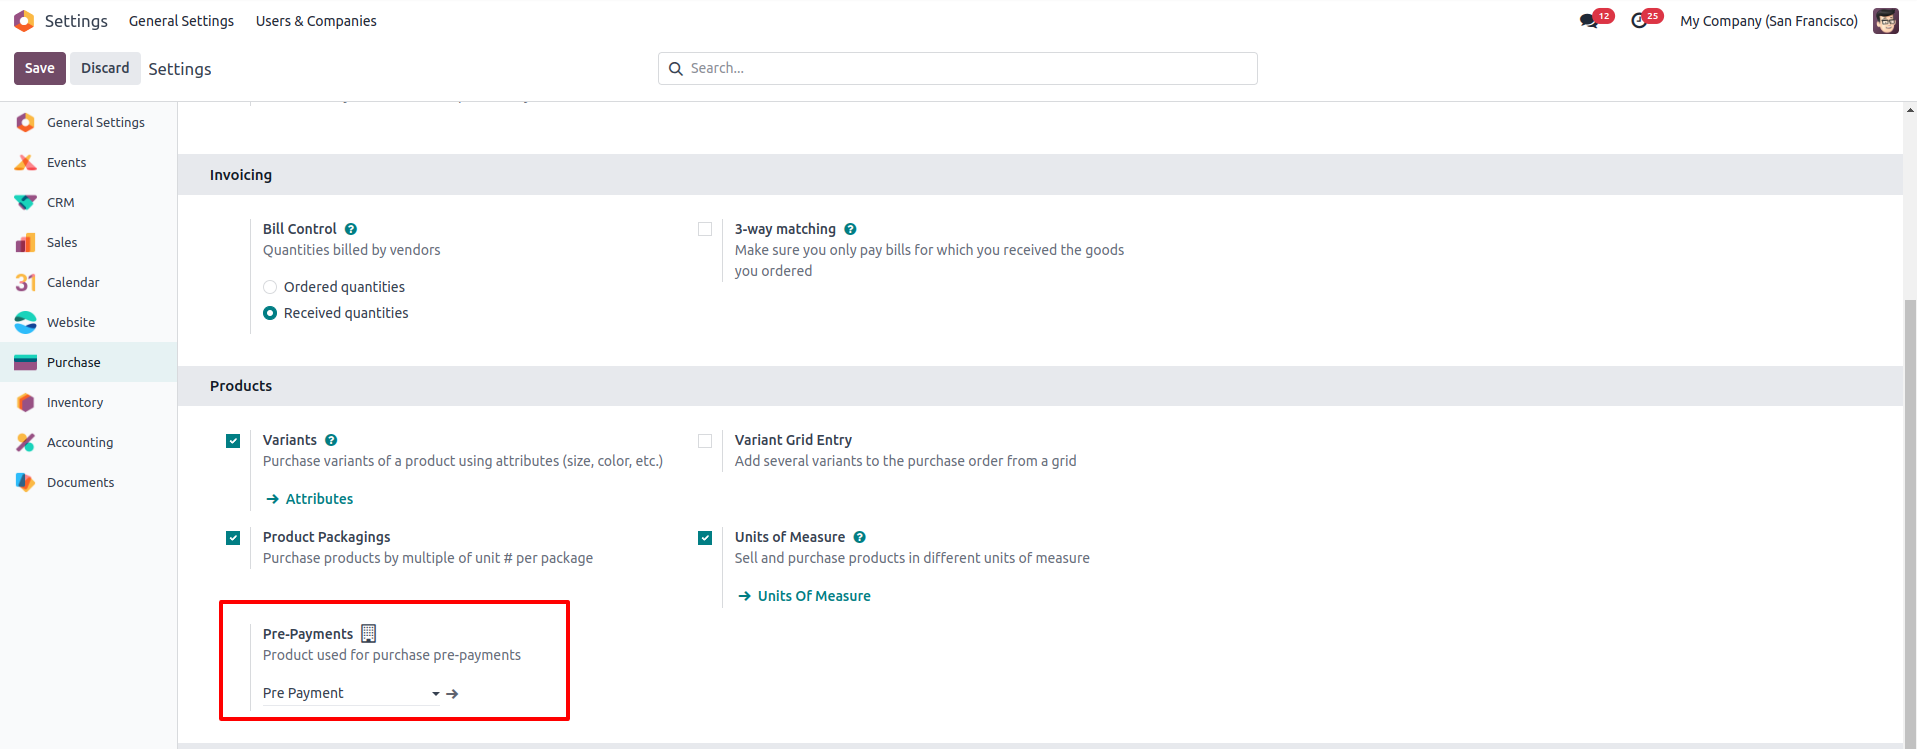 Settings General Settings Users & Companies 12 25 My Company (San Francisco)
Save Discard Settings Search...
General Settings
Events
CRM
Sales
Calendar
31
Website
Purchase
Inventory
Accounting
Documents
Invoicing
Bill Control ?
Quantities billed by vendors
Ordered quantities
Received quantities
3-way matching ?
Make sure you only pay bills for which you received the goods
you ordered
Products
Variants ?
Purchase variants of a product using attributes (size, color, etc.)
Attributes
Variant Grid Entry
Add several variants to the purchase order from a grid
Product Packagings
Purchase products by multiple of unit # per package
Units of Measure ?
Sell and purchase products in different units of measure
Units Of Measure
Pre-Payments
Product used for purchase pre-payments
Pre Payment